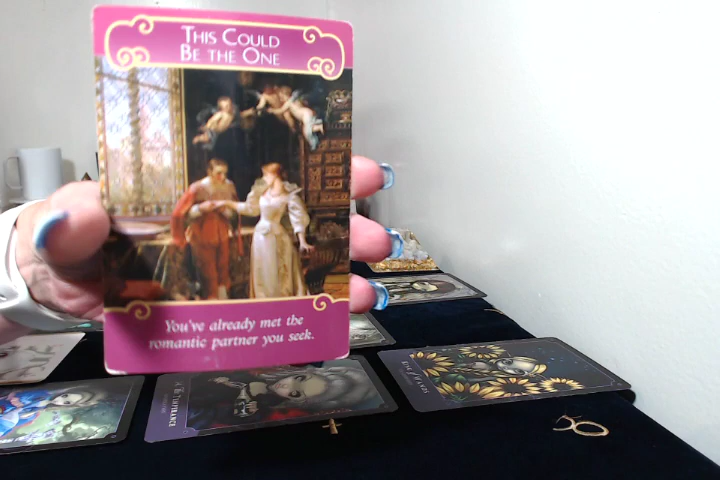 THIS COULD
BE THE ONE
You've already met the
romantic partner you seek.